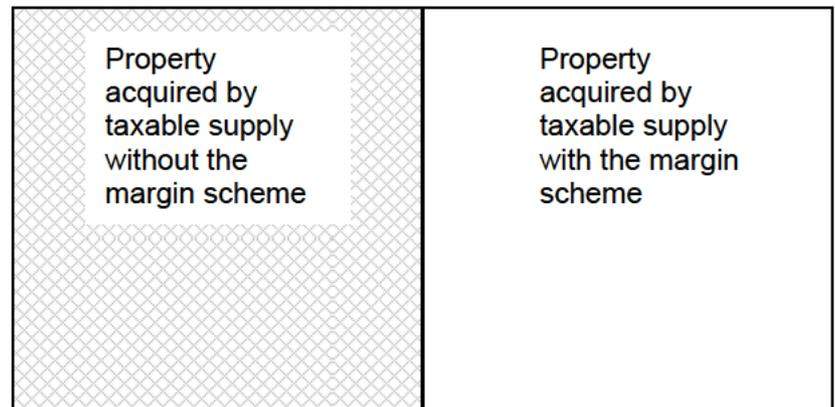 Property
acquired by
taxable supply
without the
margin scheme
Property
acquired by
taxable supply
with the margin
scheme